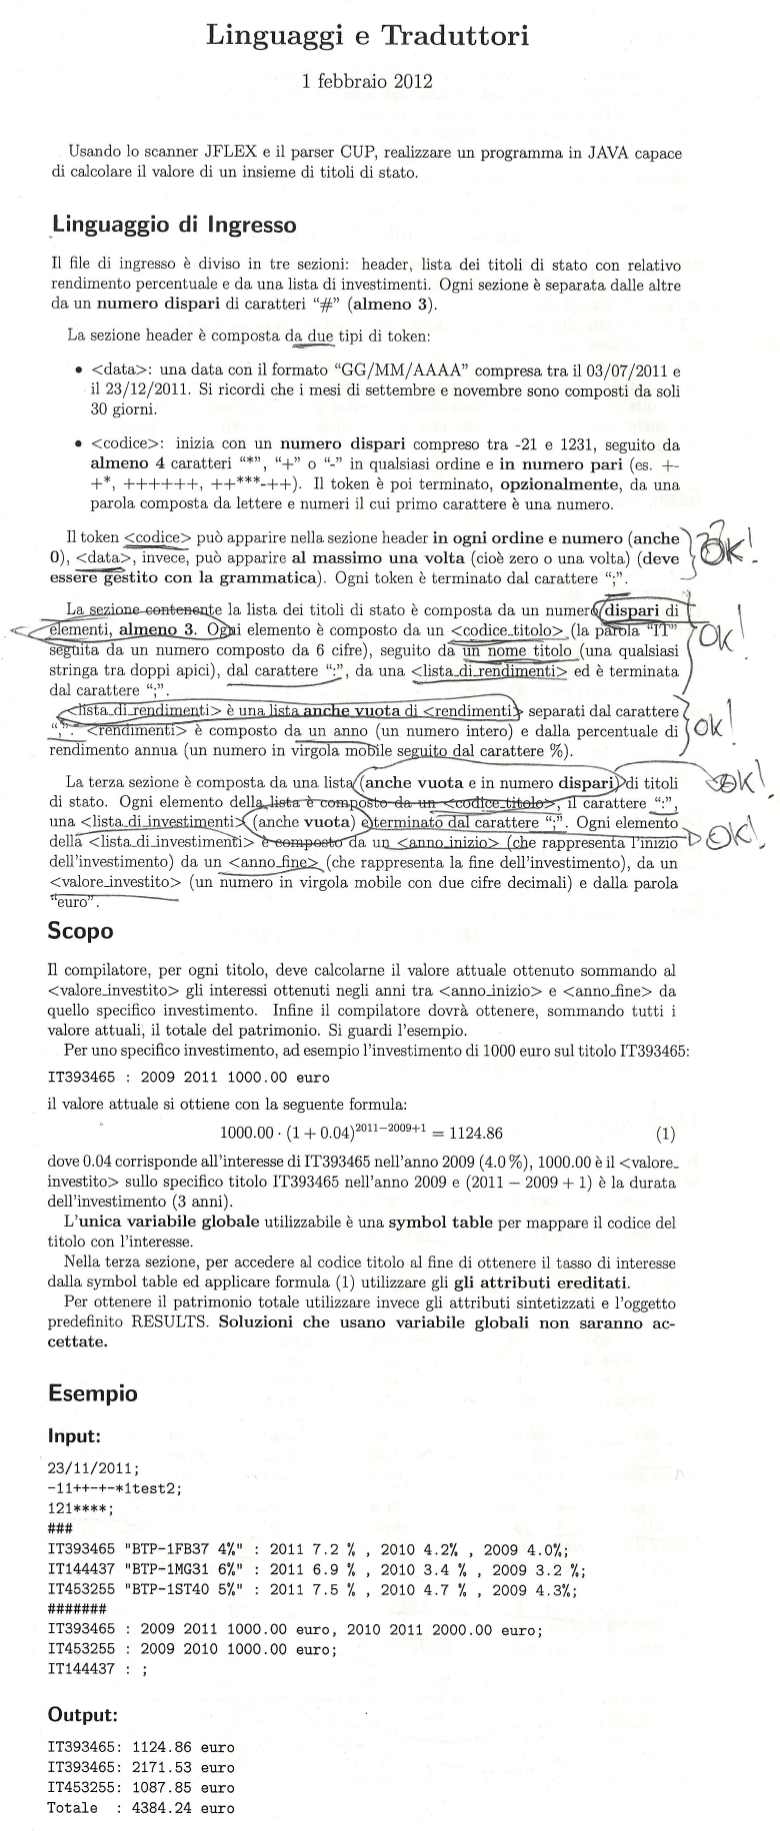 Linguaggi e Traduttori
1 febbraio 2012
Usando lo scanner JFLEX e il parser CUP, realizzare un programma in JAVA capace
di calcolare il valore di un insieme di titoli di stato.
Linguaggio di Ingresso
Il file di ingresso è diviso in tre sezioni: header, lista dei titoli di stato con relativo
rendimento percentuale e da una lista di investimenti. Ogni sezione è separata dalle altre
da un numero dispari di caratteri “#” (almeno 3).
La sezione header è composta da due tipi di token:
• <data>: una data con il formato “GG/MM/AAAA” compresa tra il 03/07/2011 e
il 23/12/2011. Si ricordi che i mesi di settembre e novembre sono composti da soli
30 giorni.
• <codice>: inizia con un numero dispari compreso tra -21 e 1231, seguito da
almeno 4 caratteri “*”, “+” o “-” in qualsiasi ordine e in numero pari (es. +-
+*, ++++++, ++***-++). Il token è poi terminato, opzionalmente, da una
parola composta da lettere e numeri il cui primo carattere è una numero.
Il token <codice> può apparire nella sezione header in ogni ordine e numero (anche
0), <data>, invece, può apparire al massimo una volta (cioè zero o una volta) (deve
essere gestito con la grammatica). Ogni token è terminato dal carattere “;”.
? OK!
La sezione contenente la lista dei titoli di stato è composta da un numero dispari di
elementi, almeno 3. Ogni elemento è composto da un <codice_titolo> (la parola “IT”
seguita da un numero composto da 6 cifre), seguito da un nome titolo (una qualsiasi
stringa tra doppi apici), dal carattere “:”, da una <lista_di_rendimenti> ed è terminata
dal carattere “;”.
OK!
<lista_di_rendimenti> è una lista anche vuota di <rendimenti> separati dal carattere
“,”. <rendimenti> è composto da un anno (un numero intero) e dalla percentuale di
rendimento annua (un numero in virgola mobile seguito dal carattere %).
OK!
La terza sezione è composta da una lista (anche vuota e in numero dispari) di titoli
di stato. Ogni elemento della lista è composto da un <codice_titolo>, il carattere “:”,
una <lista_di_investimenti> (anche vuota) e terminato dal carattere “;”. Ogni elemento
della <lista_di_investimenti> è composto da un <anno_inizio> (che rappresenta l'inizio
dell'investimento) da un <anno_fine> (che rappresenta la fine dell'investimento), da un
<valore_investito> (un numero in virgola mobile con due cifre decimali) e dalla parola
“euro”.
OK!
OK!
Scopo
Il compilatore, per ogni titolo, deve calcolarne il valore attuale ottenuto sommando al
<valore_investito> gli interessi ottenuti negli anni tra <anno_inizio> e <anno_fine> da
quello specifico investimento. Infine il compilatore dovrà ottenere, sommando tutti i
valore attuali, il totale del patrimonio. Si guardi l'esempio.
Per uno specifico investimento, ad esempio l'investimento di 1000 euro sul titolo IT393465:
IT393465 : 2009 2011 1000.00 euro
il valore attuale si ottiene con la seguente formula:
1000.00 · (1 + 0.04)^2011−2009+1 = 1124.86 (1)
dove 0.04 corrisponde all'interesse di IT393465 nell'anno 2009 (4.0 %), 1000.00 è il <valore_
investito> sullo specifico titolo IT393465 nell'anno 2009 e (2011 − 2009 + 1) è la durata
dell'investimento (3 anni).
L'unica variabile globale utilizzabile è una symbol table per mappare il codice del
titolo con l'interesse.
Nella terza sezione, per accedere al codice titolo al fine di ottenere il tasso di interesse
dalla symbol table ed applicare formula (1) utilizzare gli gli attributi ereditati.
Per ottenere il patrimonio totale utilizzare invece gli attributi sintetizzati e l'oggetto
predefinito RESULTS. Soluzioni che usano variabile globali non saranno ac-
cettate.
Esempio
Input:
23/11/2011;
-11++-+-*1test2;
121****;
###
IT393465 "BTP-1FB37 4%" : 2011 7.2 % , 2010 4.2% , 2009 4.0%;
IT144437 "BTP-1MG31 6%" : 2011 6.9 % , 2010 3.4 % , 2009 3.2 %;
IT453255 "BTP-1ST40 5%" : 2011 7.5 % , 2010 4.7 % , 2009 4.3%;
#######
IT393465 : 2009 2011 1000.00 euro, 2010 2011 2000.00 euro;
IT453255 : 2009 2010 1000.00 euro;
IT144437 : ;
Output:
IT393465: 1124.86 euro
IT393465: 2171.53 euro
IT453255: 1087.85 euro
Totale : 4384.24 euro